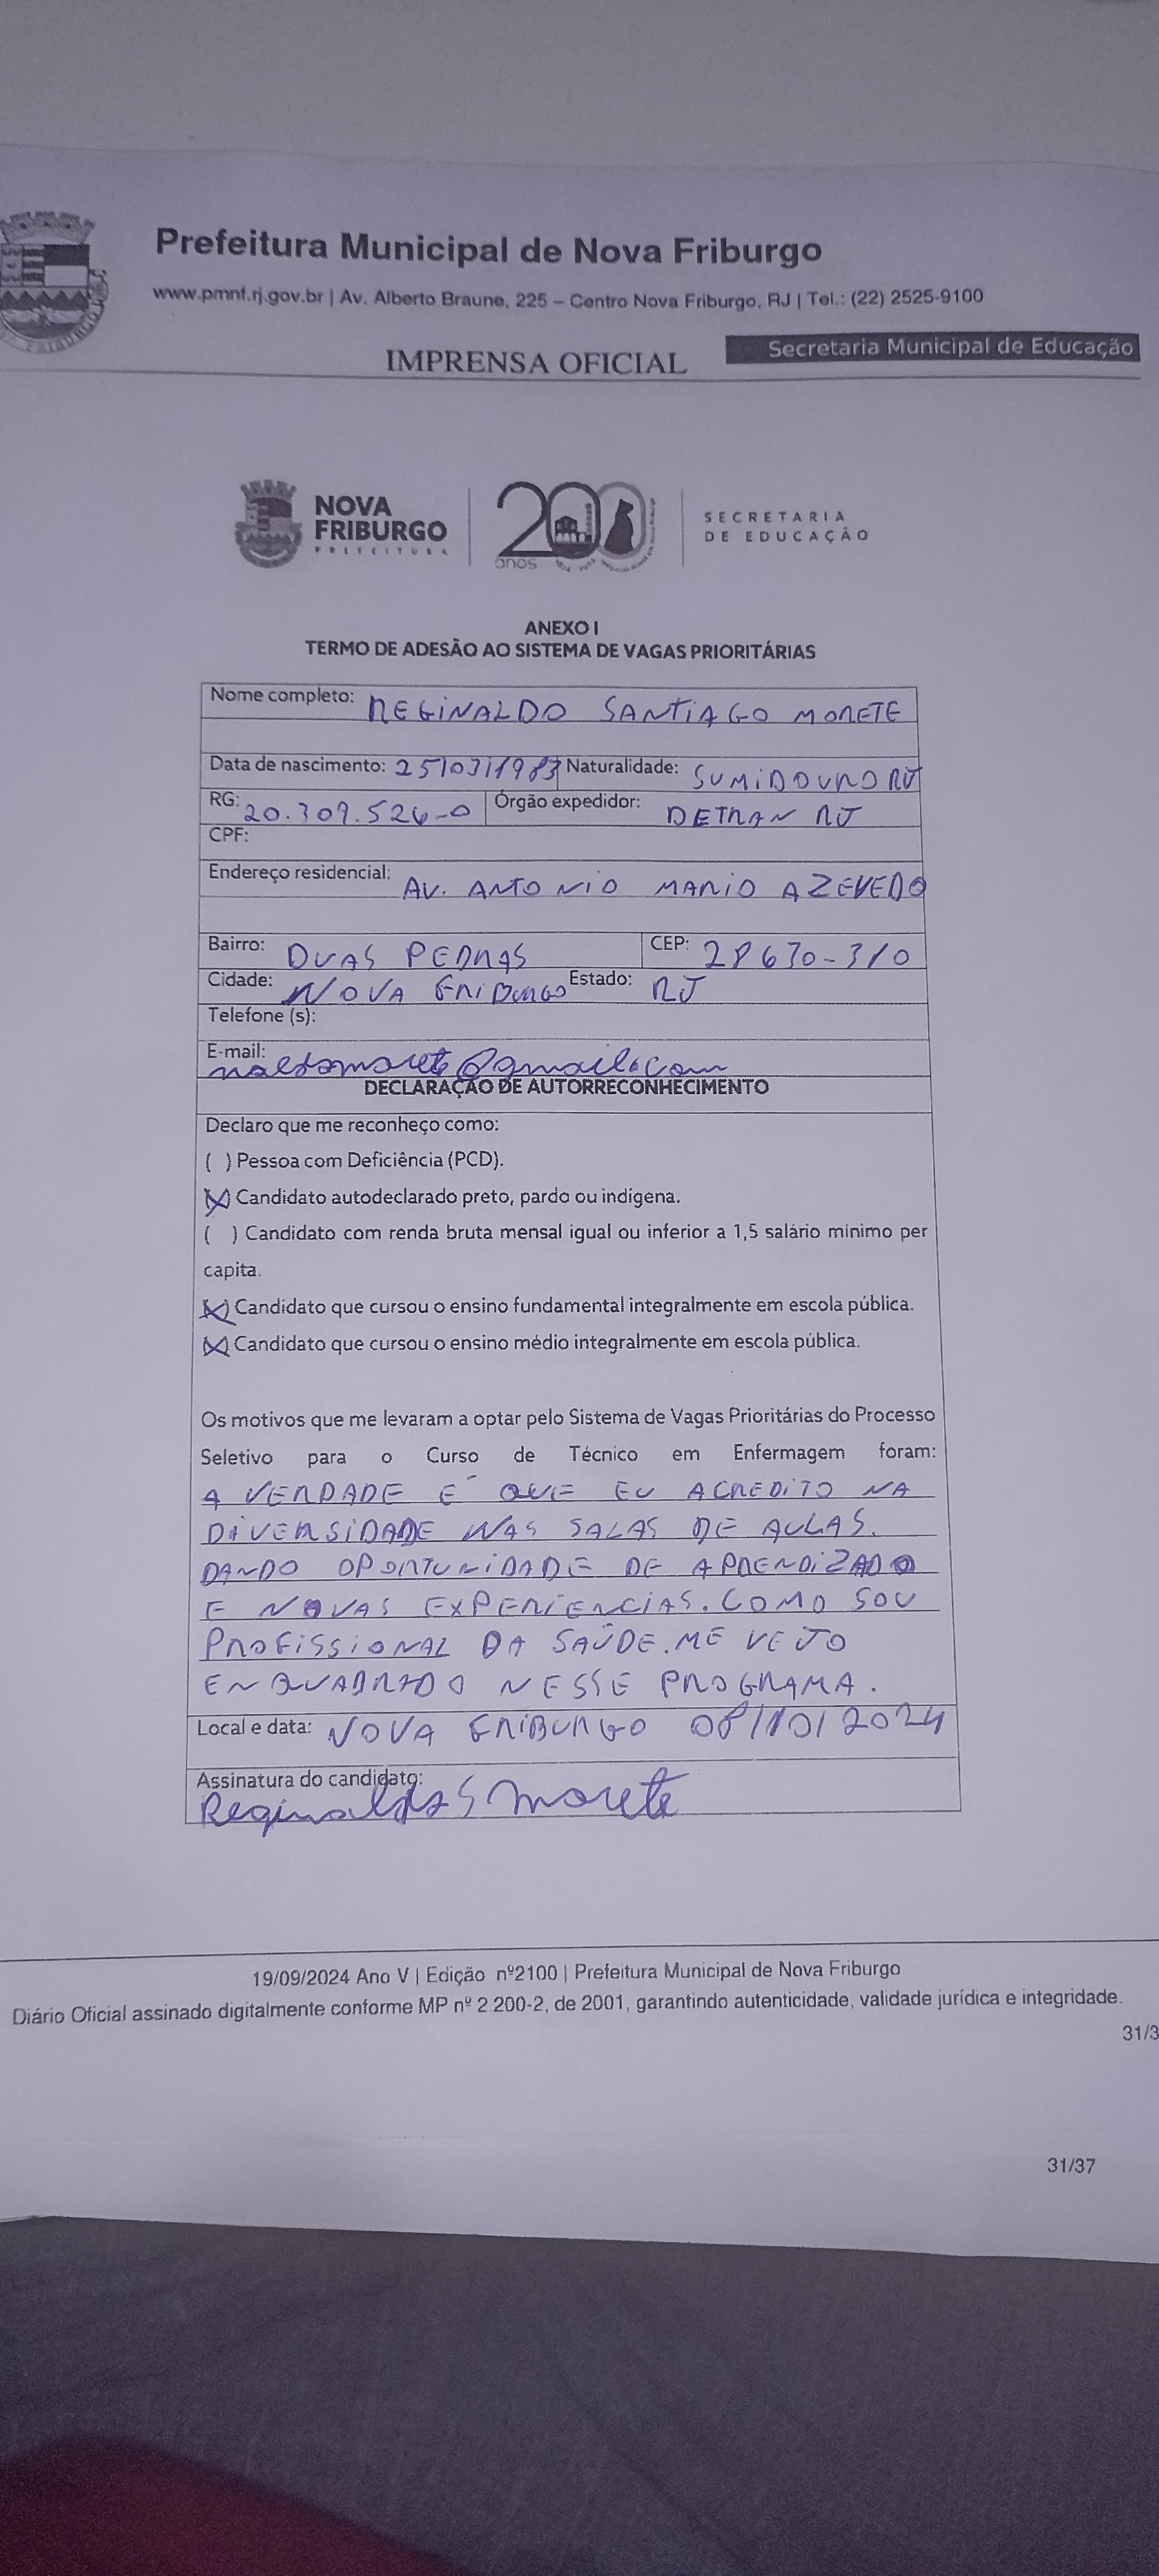 Prefeitura Municipal de Nova Friburgo
www.pmnf.rj.gov.br | Av. Alberto Braune, 225 – Centro Nova Friburgo, RJ | Tel.: (22) 2525-9100
IMPRENSA OFICIAL
Secretaria Municipal de Educação
NOVA FRIBURGO PREFEITURA
200 anos
SECRETARIA DE EDUCAÇÃO
ANEXO I
TERMO DE ADESÃO AO SISTEMA DE VAGAS PRIORITÁRIAS
Nome completo: REGINALDO SANTIAGO MORETE
Data de nascimento: 25/03/1983 Naturalidade: SUMIDOURO RJ
RG: 20.309.526-0 Órgão expedidor: DETRAN RJ
CPF:
Endereço residencial: AV. ANTONIO MARIO AZEVEDO
Bairro: DUAS PEDRAS CEP: 28630-310
Cidade: NOVA FRIBURGO Estado: RJ
Telefone (s):
E-mail: naldomorete@gmail.com
DECLARAÇÃO DE AUTORRECONHECIMENTO
Declaro que me reconheço como:
( ) Pessoa com Deficiência (PCD).
(X) Candidato autodeclarado preto, pardo ou indígena.
( ) Candidato com renda bruta mensal igual ou inferior a 1,5 salário mínimo per
capita.
(X) Candidato que cursou o ensino fundamental integralmente em escola pública.
(X) Candidato que cursou o ensino médio integralmente em escola pública.
Os motivos que me levaram a optar pelo Sistema de Vagas Prioritárias do Processo
Seletivo para o Curso de Técnico em Enfermagem foram:
A VERDADE É QUE EU ACREDITO NA
DIVERSIDADE NAS SALAS DE AULAS.
DANDO OPORTUNIDADE DE APRENDIZADO
E NOVAS EXPERIENCIAS. COMO SOU
PROFISSIONAL DA SAÚDE. ME VEJO
ENQUADRADO NESSE PROGRAMA.
Local e data: NOVA FRIBURGO 08/10/2024
Assinatura do candidato:
Reginaldo S Morete
19/09/2024 Ano V | Edição nº2100 | Prefeitura Municipal de Nova Friburgo
Diário Oficial assinado digitalmente conforme MP nº 2.200-2, de 2001, garantindo autenticidade, validade jurídica e integridade.
31/3
31/37